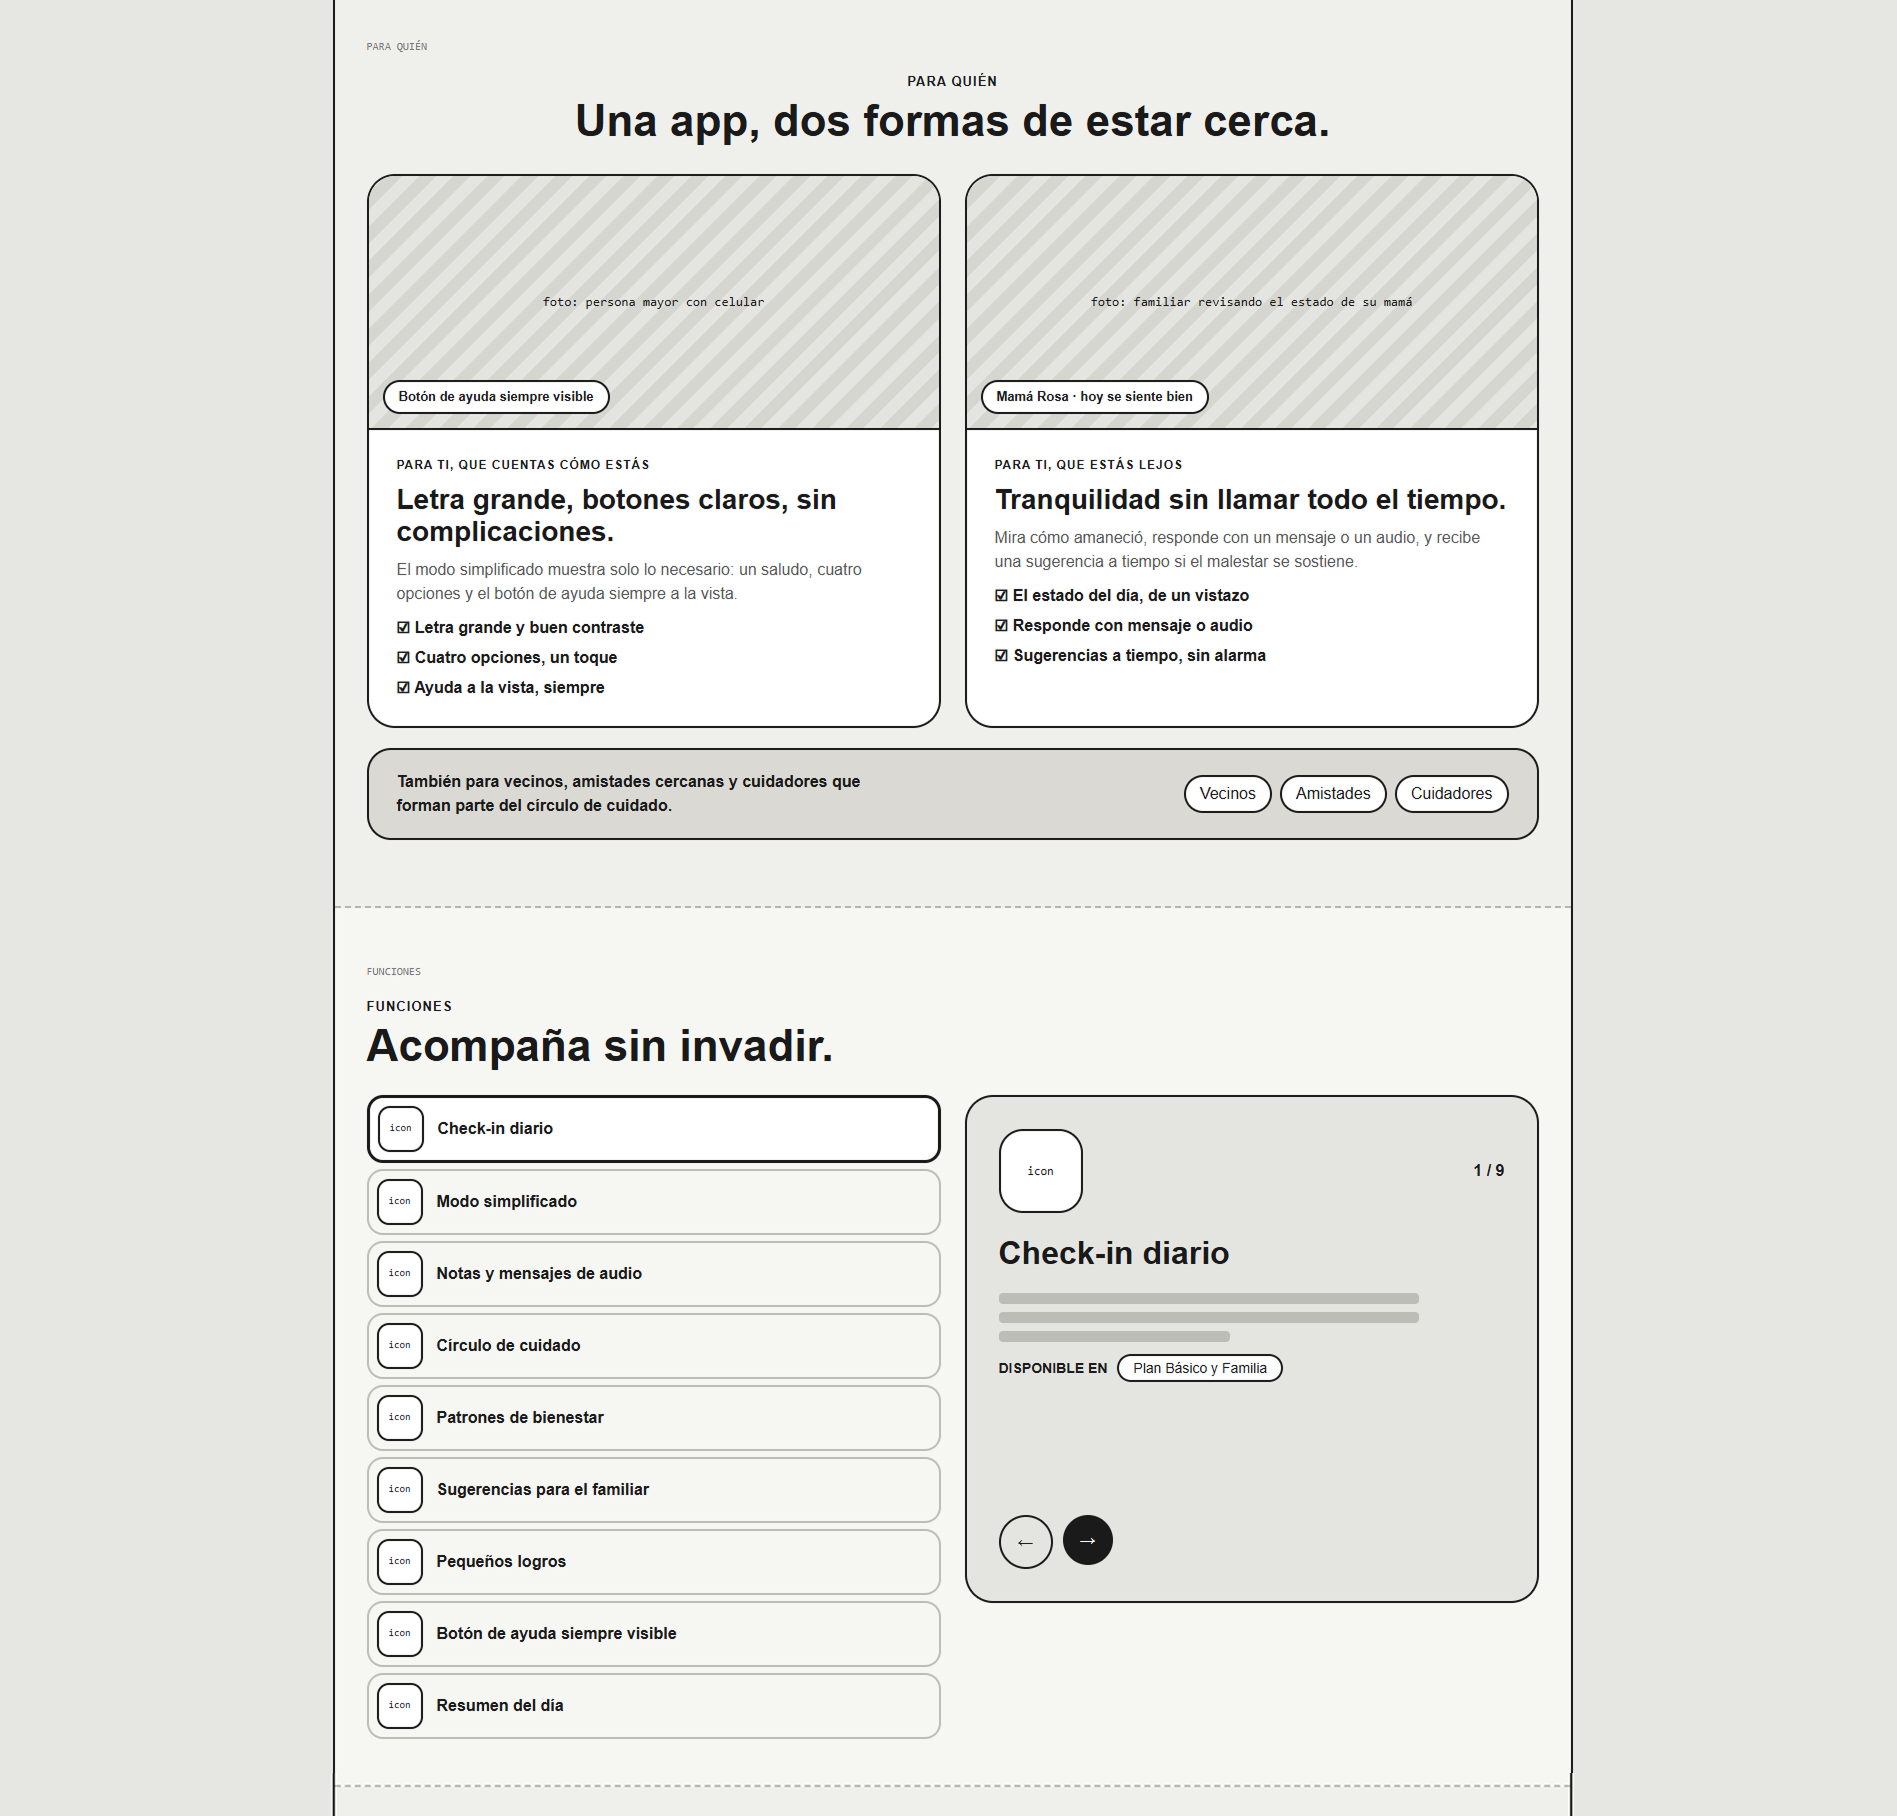 PARA QUIÉN
PARA QUIÉN
Una app, dos formas de estar cerca.
foto: persona mayor con celular
Botón de ayuda siempre visible
PARA TI, QUE CUENTAS CÓMO ESTÁS
Letra grande, botones claros, sin
complicaciones.
El modo simplificado muestra solo lo necesario: un saludo, cuatro
opciones y el botón de ayuda siempre a la vista.
☑ Letra grande y buen contraste
☑ Cuatro opciones, un toque
☑ Ayuda a la vista, siempre
foto: familiar revisando el estado de su mamá
Mamá Rosa · hoy se siente bien
PARA TI, QUE ESTÁS LEJOS
Tranquilidad sin llamar todo el tiempo.
Mira cómo amaneció, responde con un mensaje o un audio, y recibe
una sugerencia a tiempo si el malestar se sostiene.
☑ El estado del día, de un vistazo
☑ Responde con mensaje o audio
☑ Sugerencias a tiempo, sin alarma
También para vecinos, amistades cercanas y cuidadores que
forman parte del círculo de cuidado.
Vecinos
Amistades
Cuidadores
FUNCIONES
FUNCIONES
Acompaña sin invadir.
icon Check-in diario
icon Modo simplificado
icon Notas y mensajes de audio
icon Círculo de cuidado
icon Patrones de bienestar
icon Sugerencias para el familiar
icon Pequeños logros
icon Botón de ayuda siempre visible
icon Resumen del día
icon
1 / 9
Check-in diario
DISPONIBLE EN Plan Básico y Familia
← →